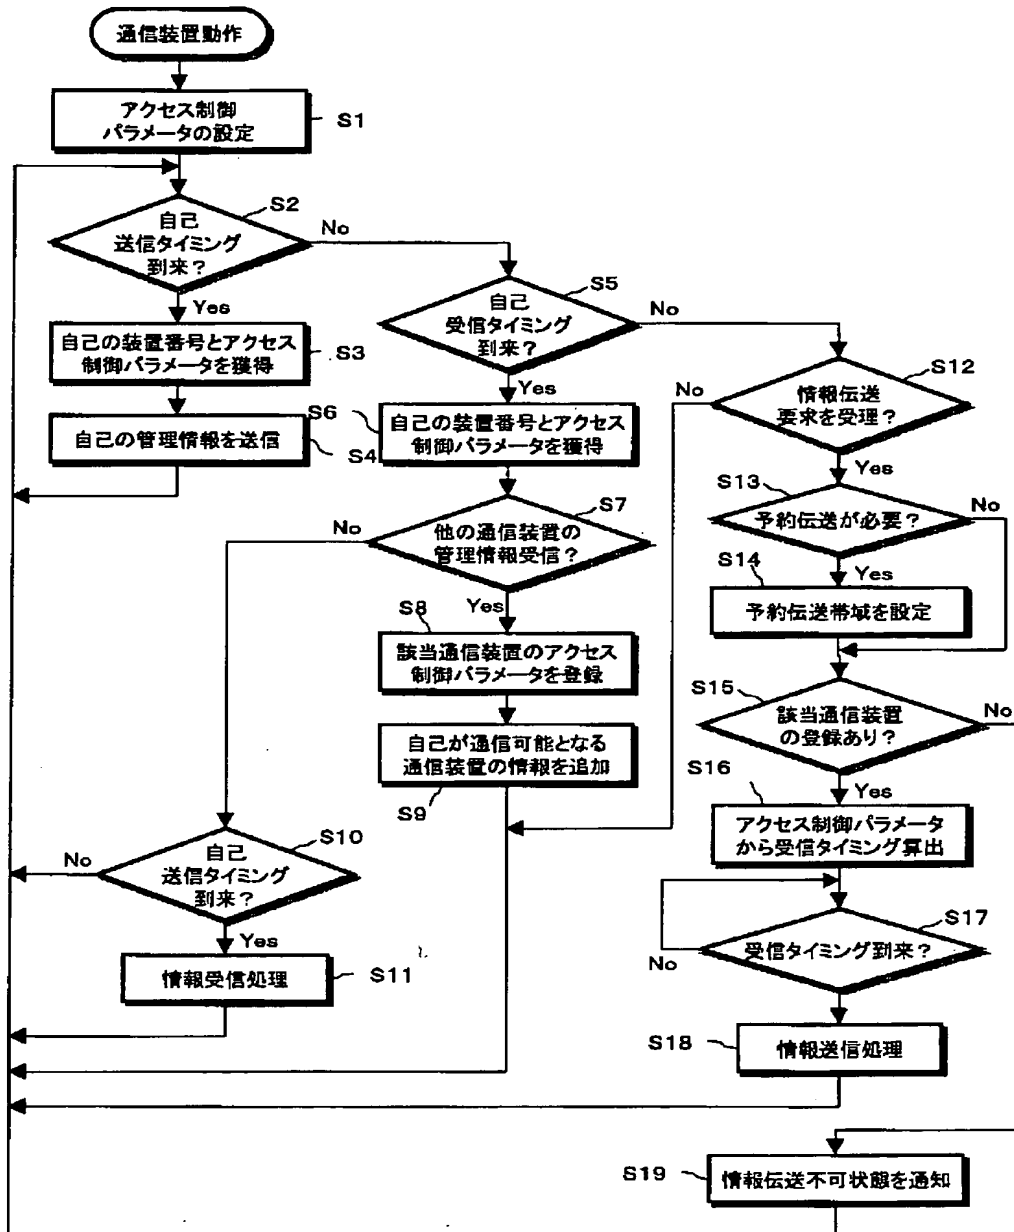 通信装置動作
アクセス制御
パラメータの設定
S1
自己
送信タイミング
到来？
S2
No
Yes
自己の装置番号とアクセス
制御パラメータを獲得
S3
自己の管理情報を送信
S4
自己
受信タイミング
到来？
S5
No
Yes
S6
自己の装置番号とアクセス
制御パラメータを獲得
他の通信装置の
管理情報受信？
S7
No
Yes
S8
該当通信装置のアクセス
制御パラメータを登録
自己が通信可能となる
通信装置の情報を追加
S9
自己
送信タイミング
到来？
S10
No
Yes
情報受信処理
S11
情報伝送
要求を受理？
S12
No
Yes
S13
予約伝送が必要？
No
Yes
S14
予約伝送帯域を設定
S15
該当通信装置
の登録あり？
No
Yes
S16
アクセス制御パラメータ
から受信タイミング算出
S17
受信タイミング到来？
No
S18
情報送信処理
S19
情報伝送不可状態を通知